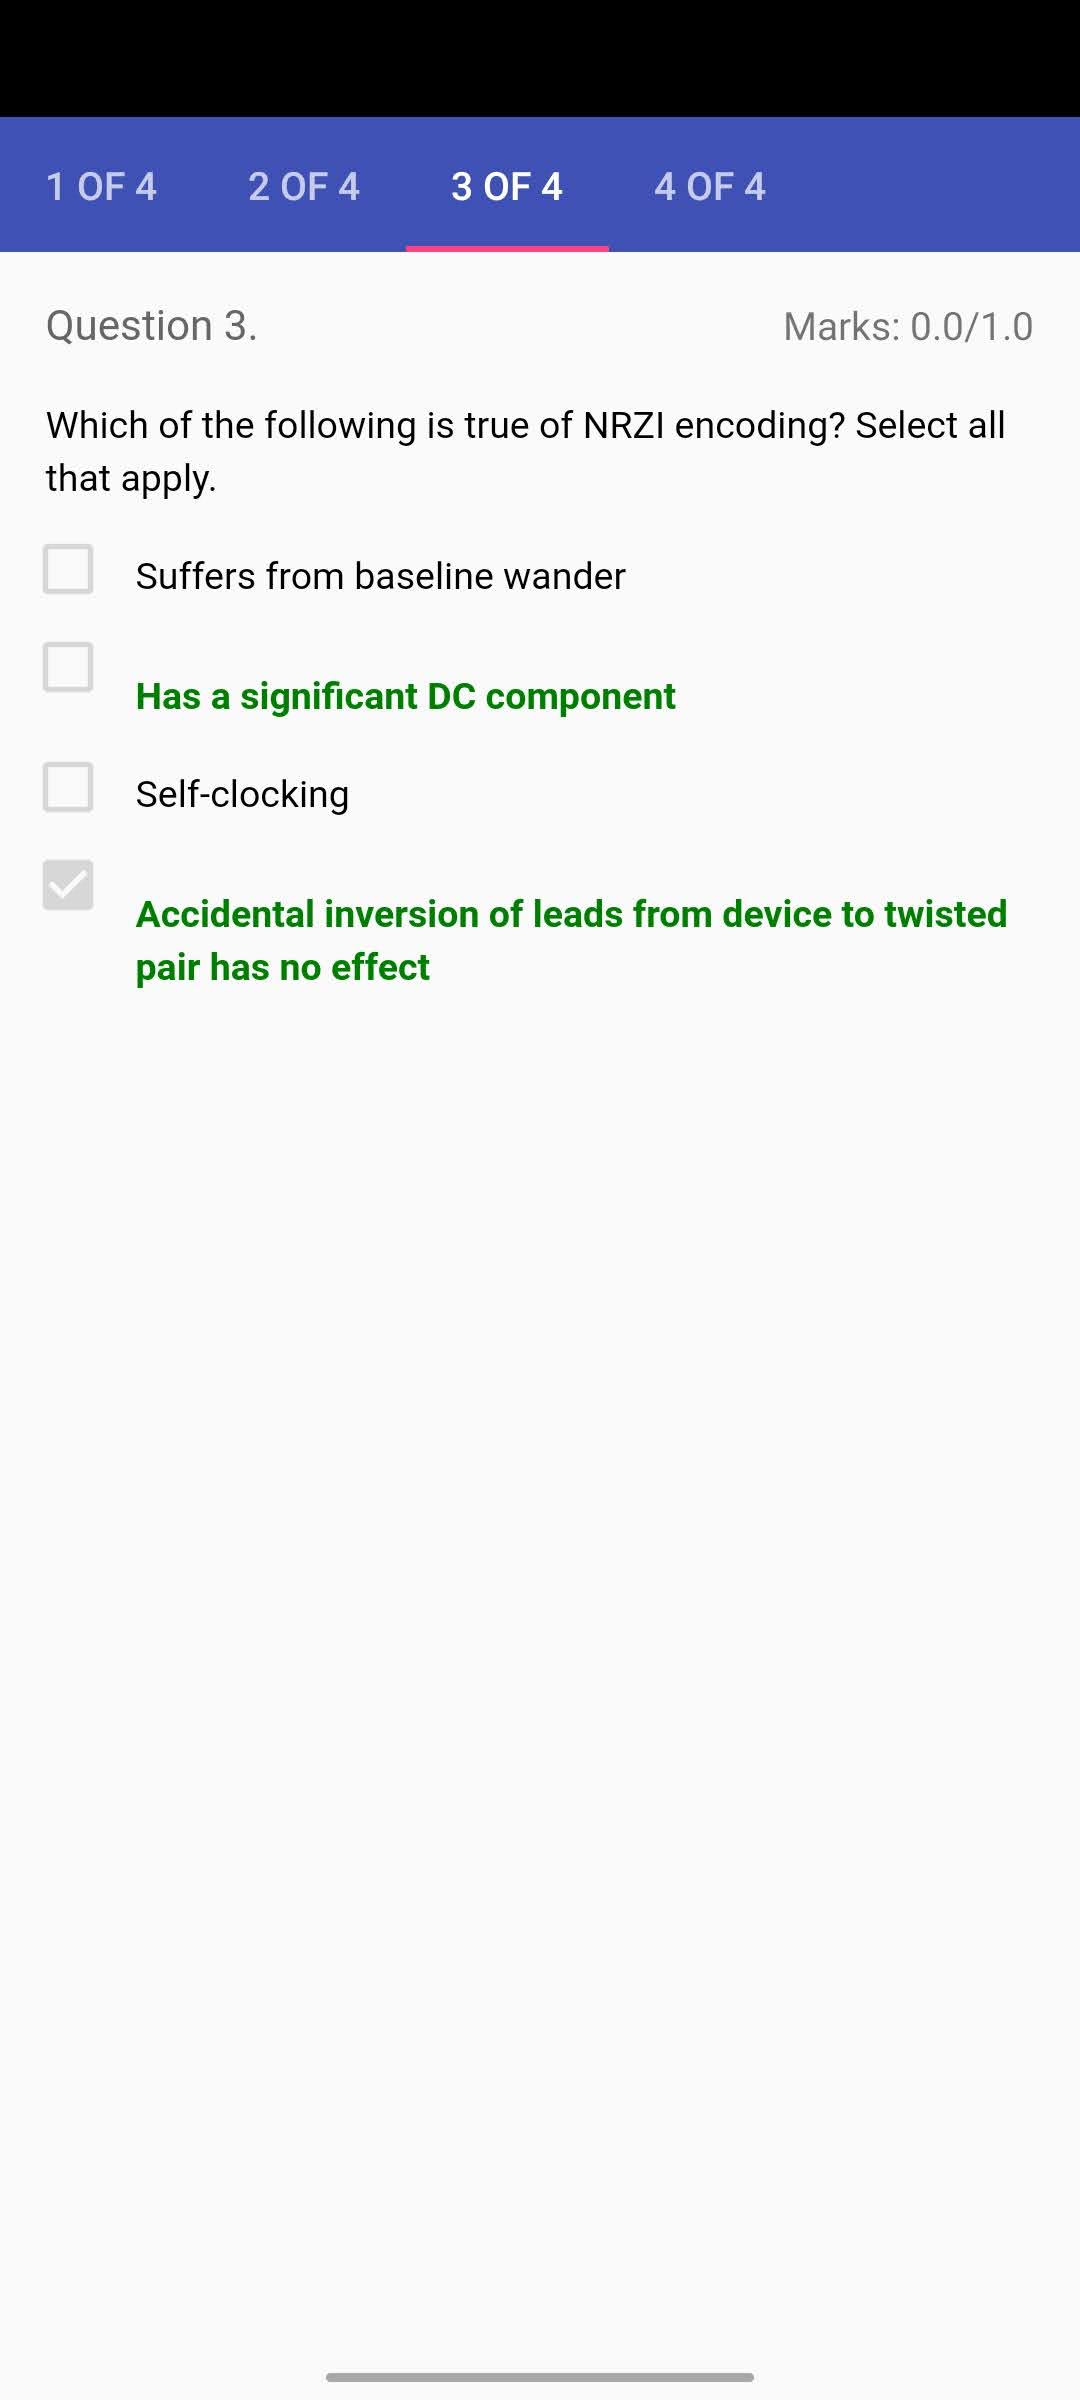 1 OF 4 2 OF 4 3 OF 4 4 OF 4
Question 3. Marks: 0.0/1.0
Which of the following is true of NRZI encoding? Select all
that apply.
Suffers from baseline wander
Has a significant DC component
Self-clocking
Accidental inversion of leads from device to twisted
pair has no effect